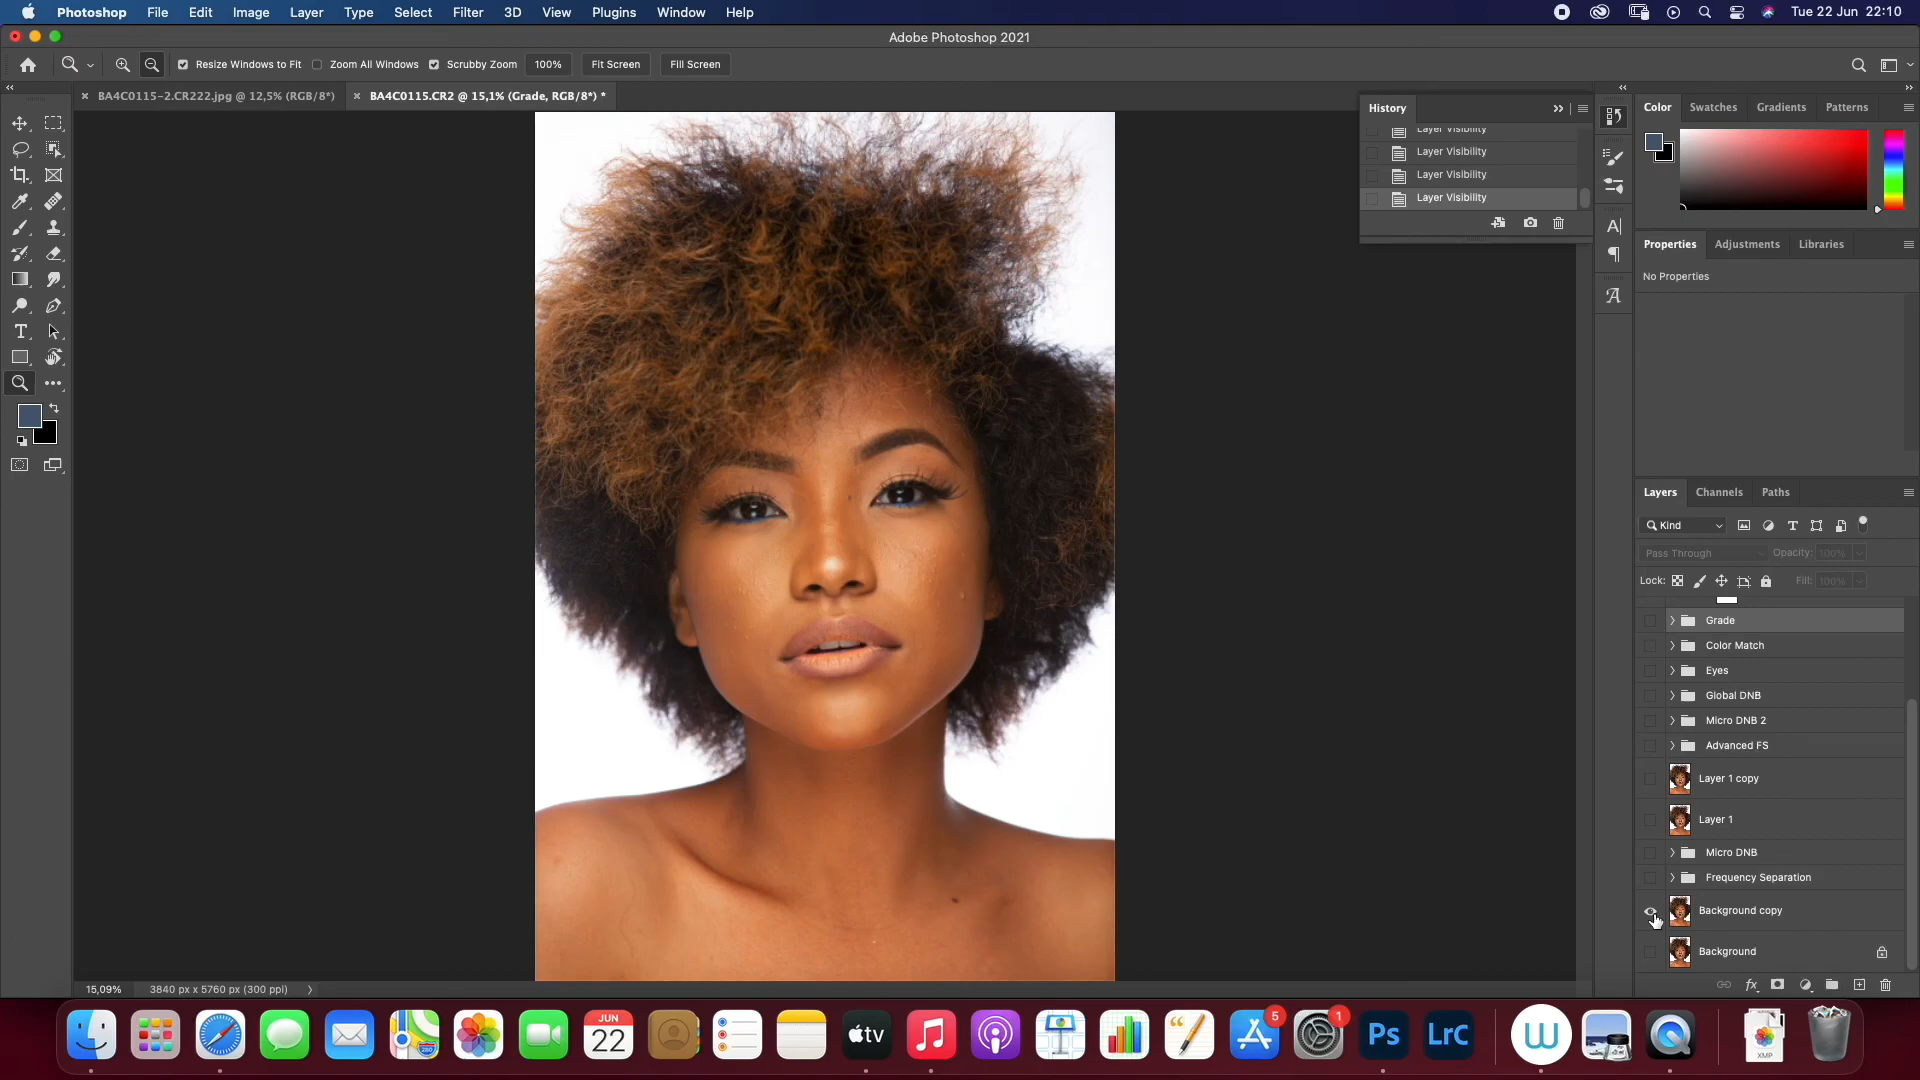 Photoshop File Edit Image Layer Type Select Filter 3D View Plugins Window Help Tue 22 Jun 22:10
Adobe Photoshop 2021
Resize Windows to Fit Zoom All Windows Scrubby Zoom 100% Fit Screen Fill Screen
BA4C0115-2.CR222.jpg @ 12,5% (RGB/8*) BA4C0115.CR2 @ 15,1% (Grade, RGB/8*) *
History
Layer Visibility
Layer Visibility
Layer Visibility
Layer Visibility
Color Swatches Gradients Patterns
Properties Adjustments Libraries
No Properties
Layers Channels Paths
Kind
Pass Through Opacity: 100%
Lock: Fill: 100%
Grade
Color Match
Eyes
Global DNB
Micro DNB 2
Advanced FS
Layer 1 copy
Layer 1
Micro DNB
Frequency Separation
Background copy
Background
15,09% 3840 px x 5760 px (300 ppi)
JUN
22
280
tv
5
1
Ps
LrC
W
XMP